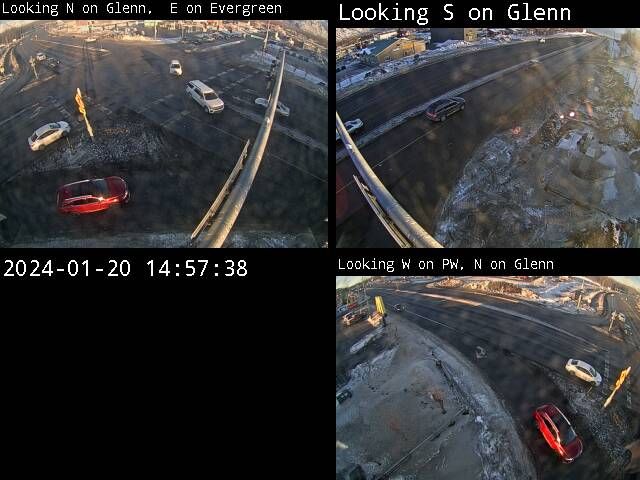 Looking N on Glenn,  E on Evergreen
Looking S on Glenn
2024-01-20 14:57:38
Looking W on PW, N on Glenn